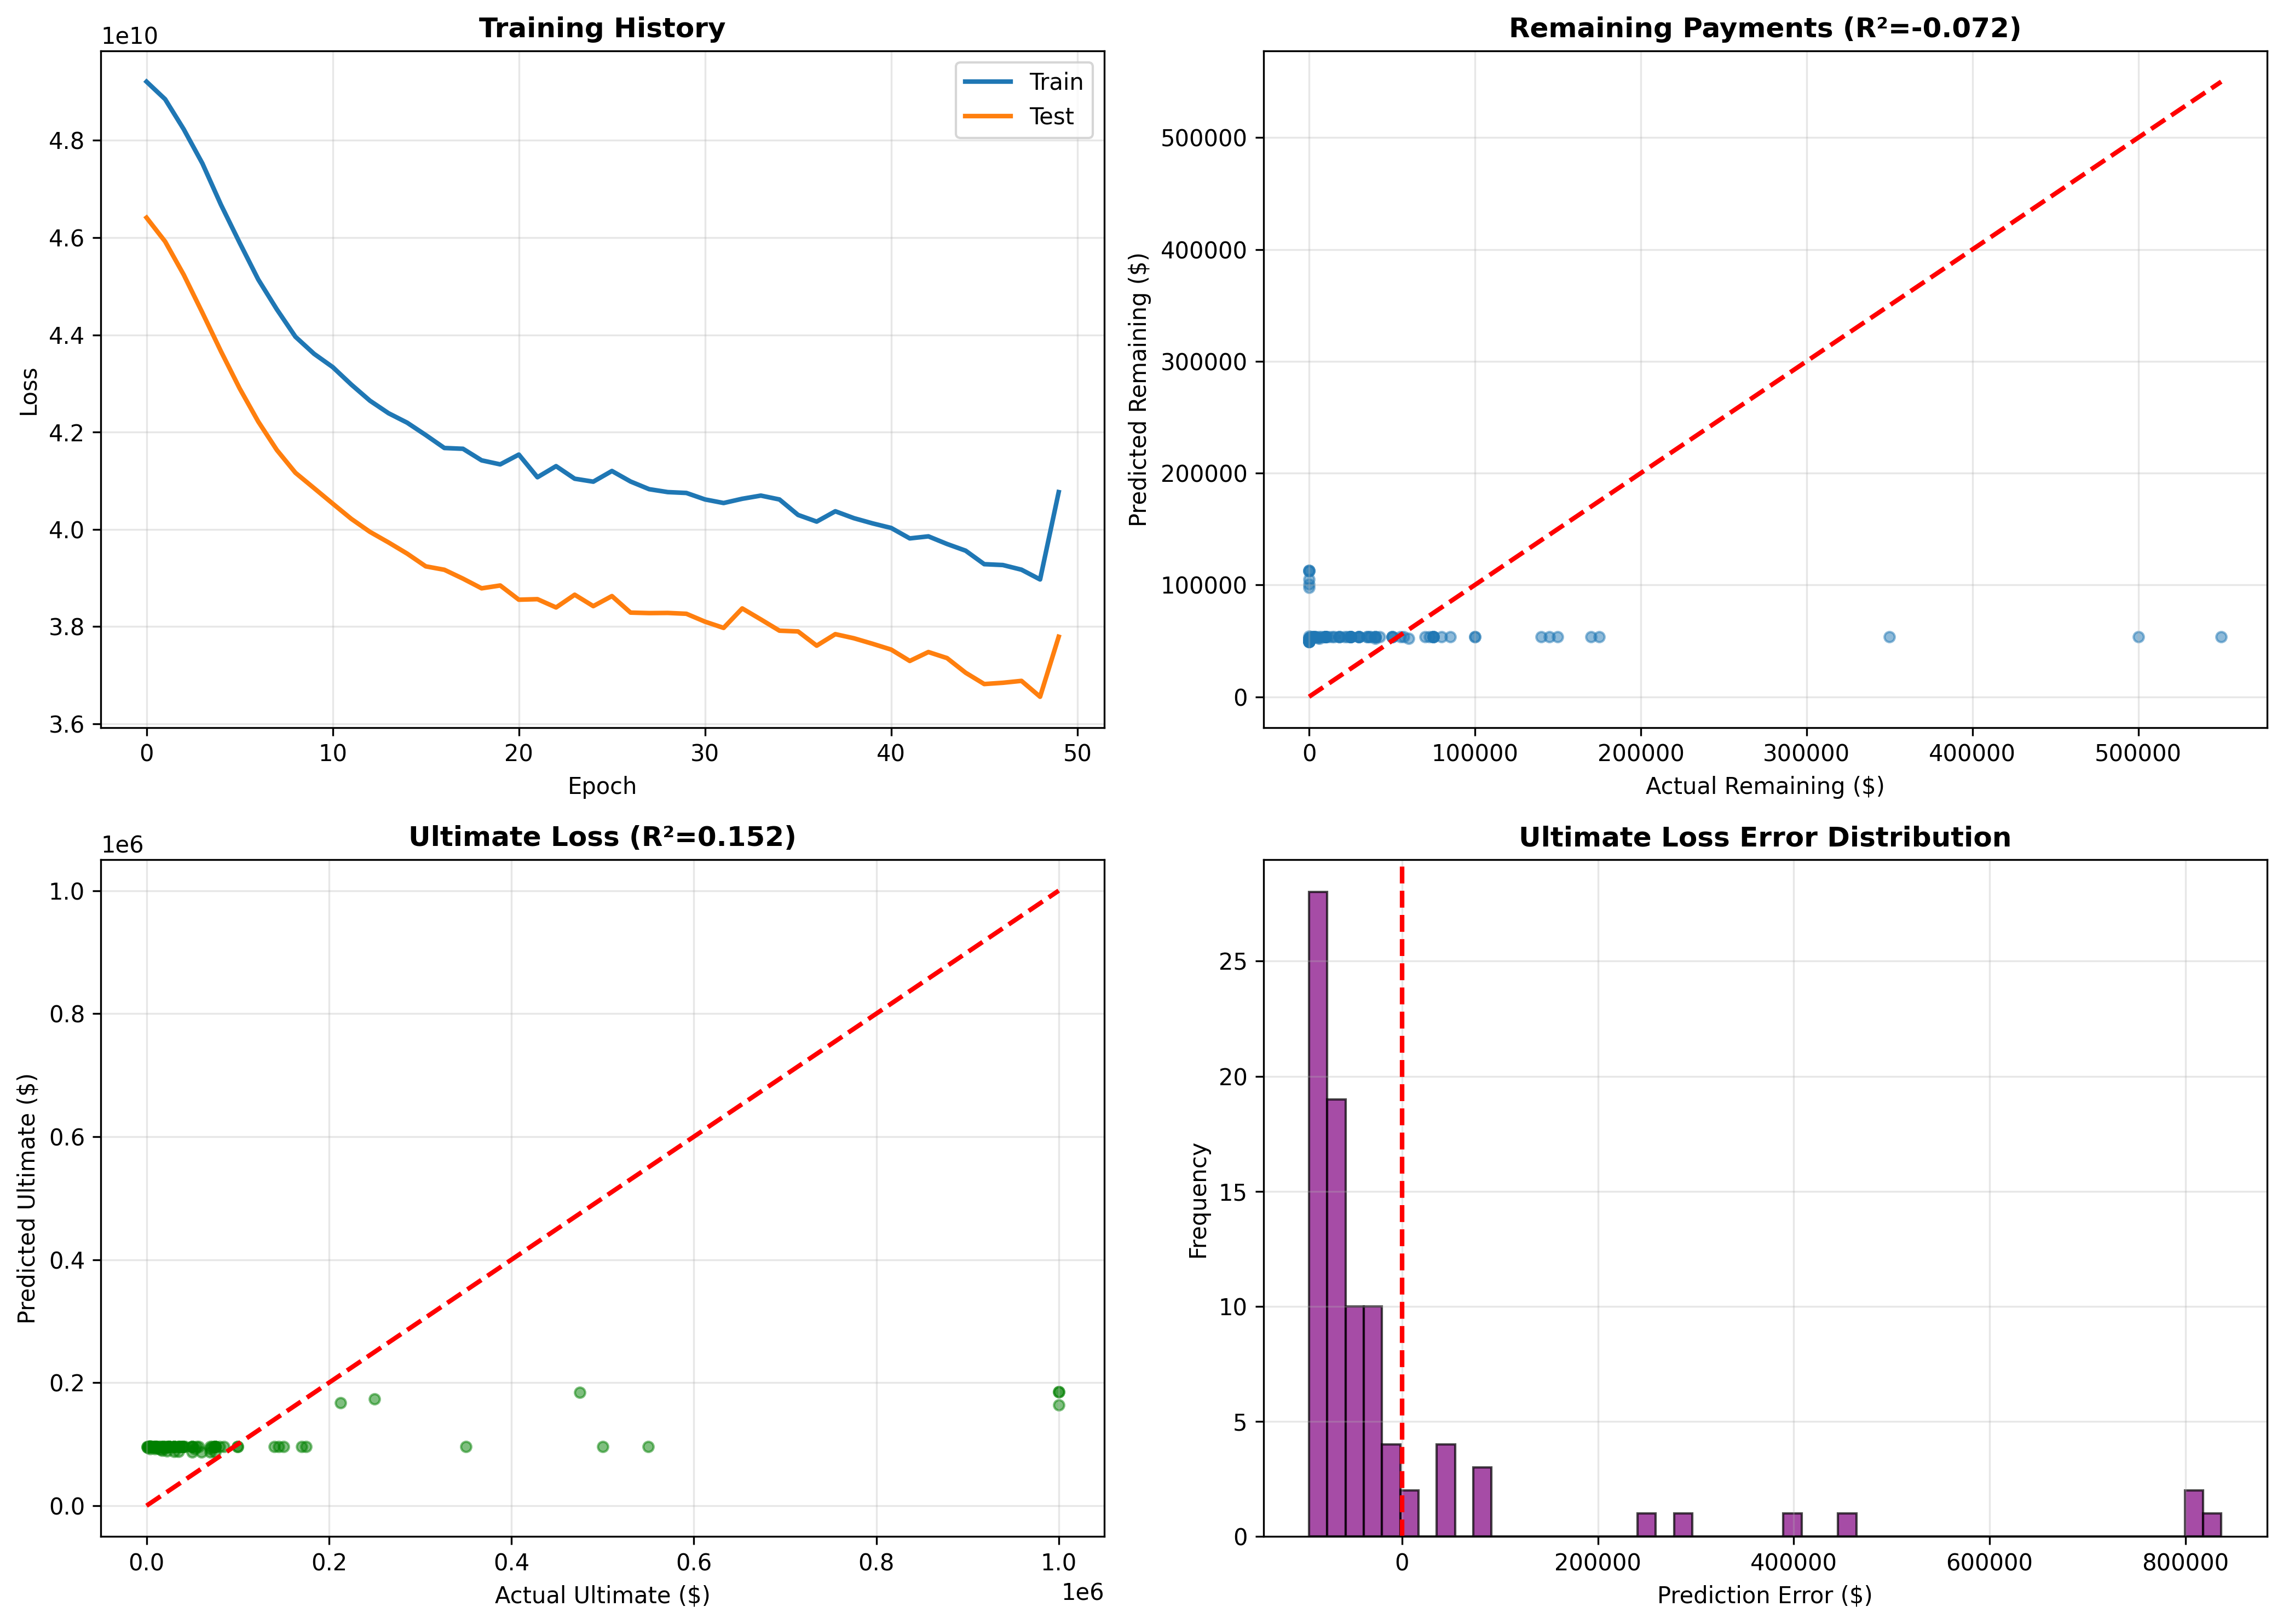 Training History
1e10
Train
Test
4.8
4.6
4.4
4.2
4.0
3.8
3.6
Loss
0 10 20 30 40 50
Epoch
Remaining Payments (R²=-0.072)
500000
400000
300000
200000
100000
0
Predicted Remaining ($)
0 100000 200000 300000 400000 500000
Actual Remaining ($)
Ultimate Loss (R²=0.152)
1e6
1.0
0.8
0.6
0.4
0.2
0.0
Predicted Ultimate ($)
0.0 0.2 0.4 0.6 0.8 1.0
1e6
Actual Ultimate ($)
Ultimate Loss Error Distribution
25
20
15
10
5
0
Frequency
0 200000 400000 600000 800000
Prediction Error ($)